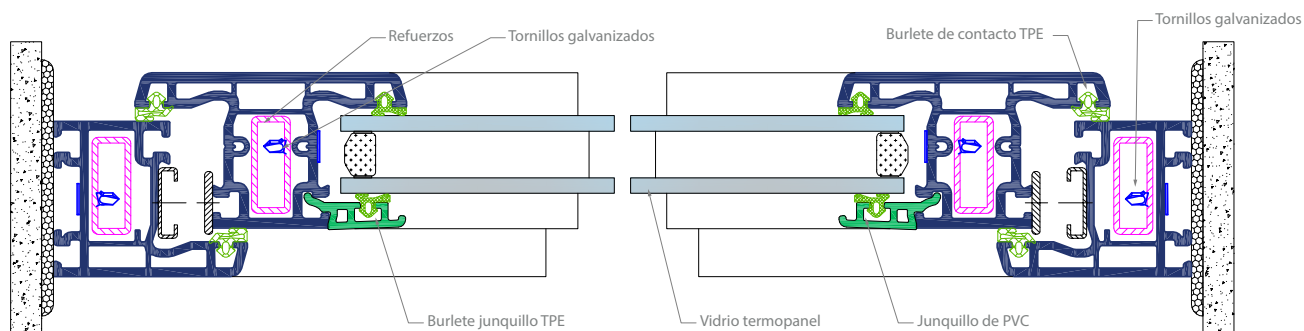 Tornillos galvanizados
Refuerzos
Tornillos galvanizados
Burlete de contacto TPE
Burlete junquillo TPE
Vidrio termopanel
Junquillo de PVC